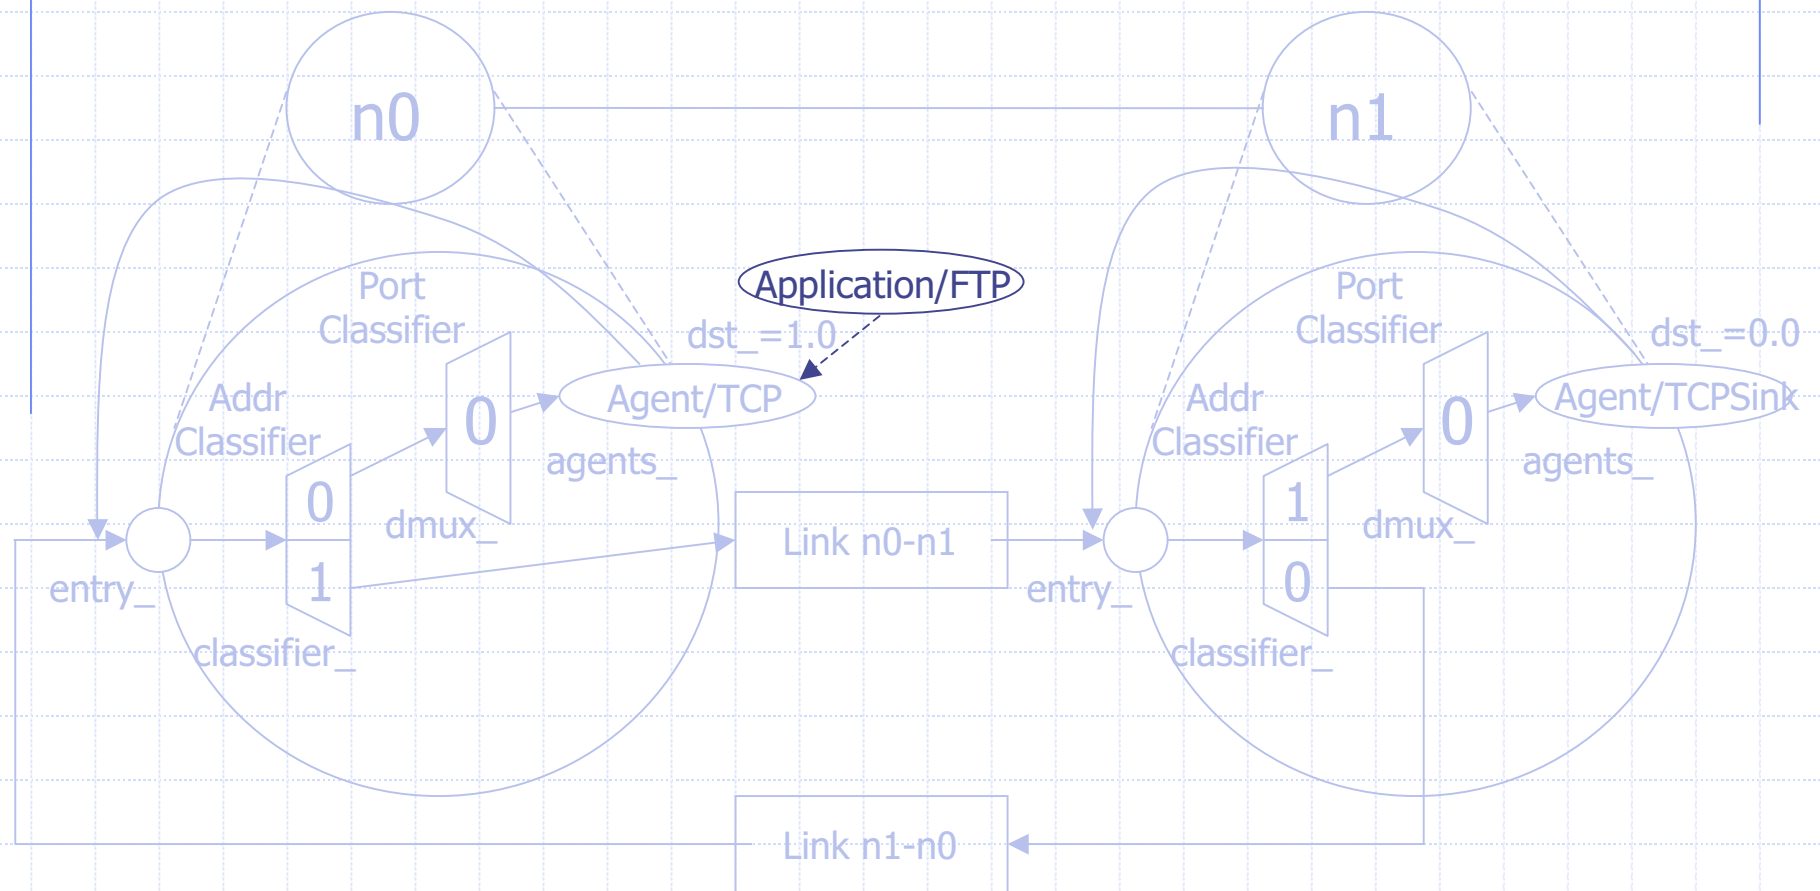 n0
n1
Application/FTP
Port
Classifier
dst_=1.0
Port
Classifier
dst_=0.0
Addr
Classifier
0
Agent/TCP
Addr
Classifier
0
Agent/TCPSink
agents_
agents_
0
1
dmux_
Link n0-n1
1
0
dmux_
entry_
entry_
classifier_
classifier_
Link n1-n0